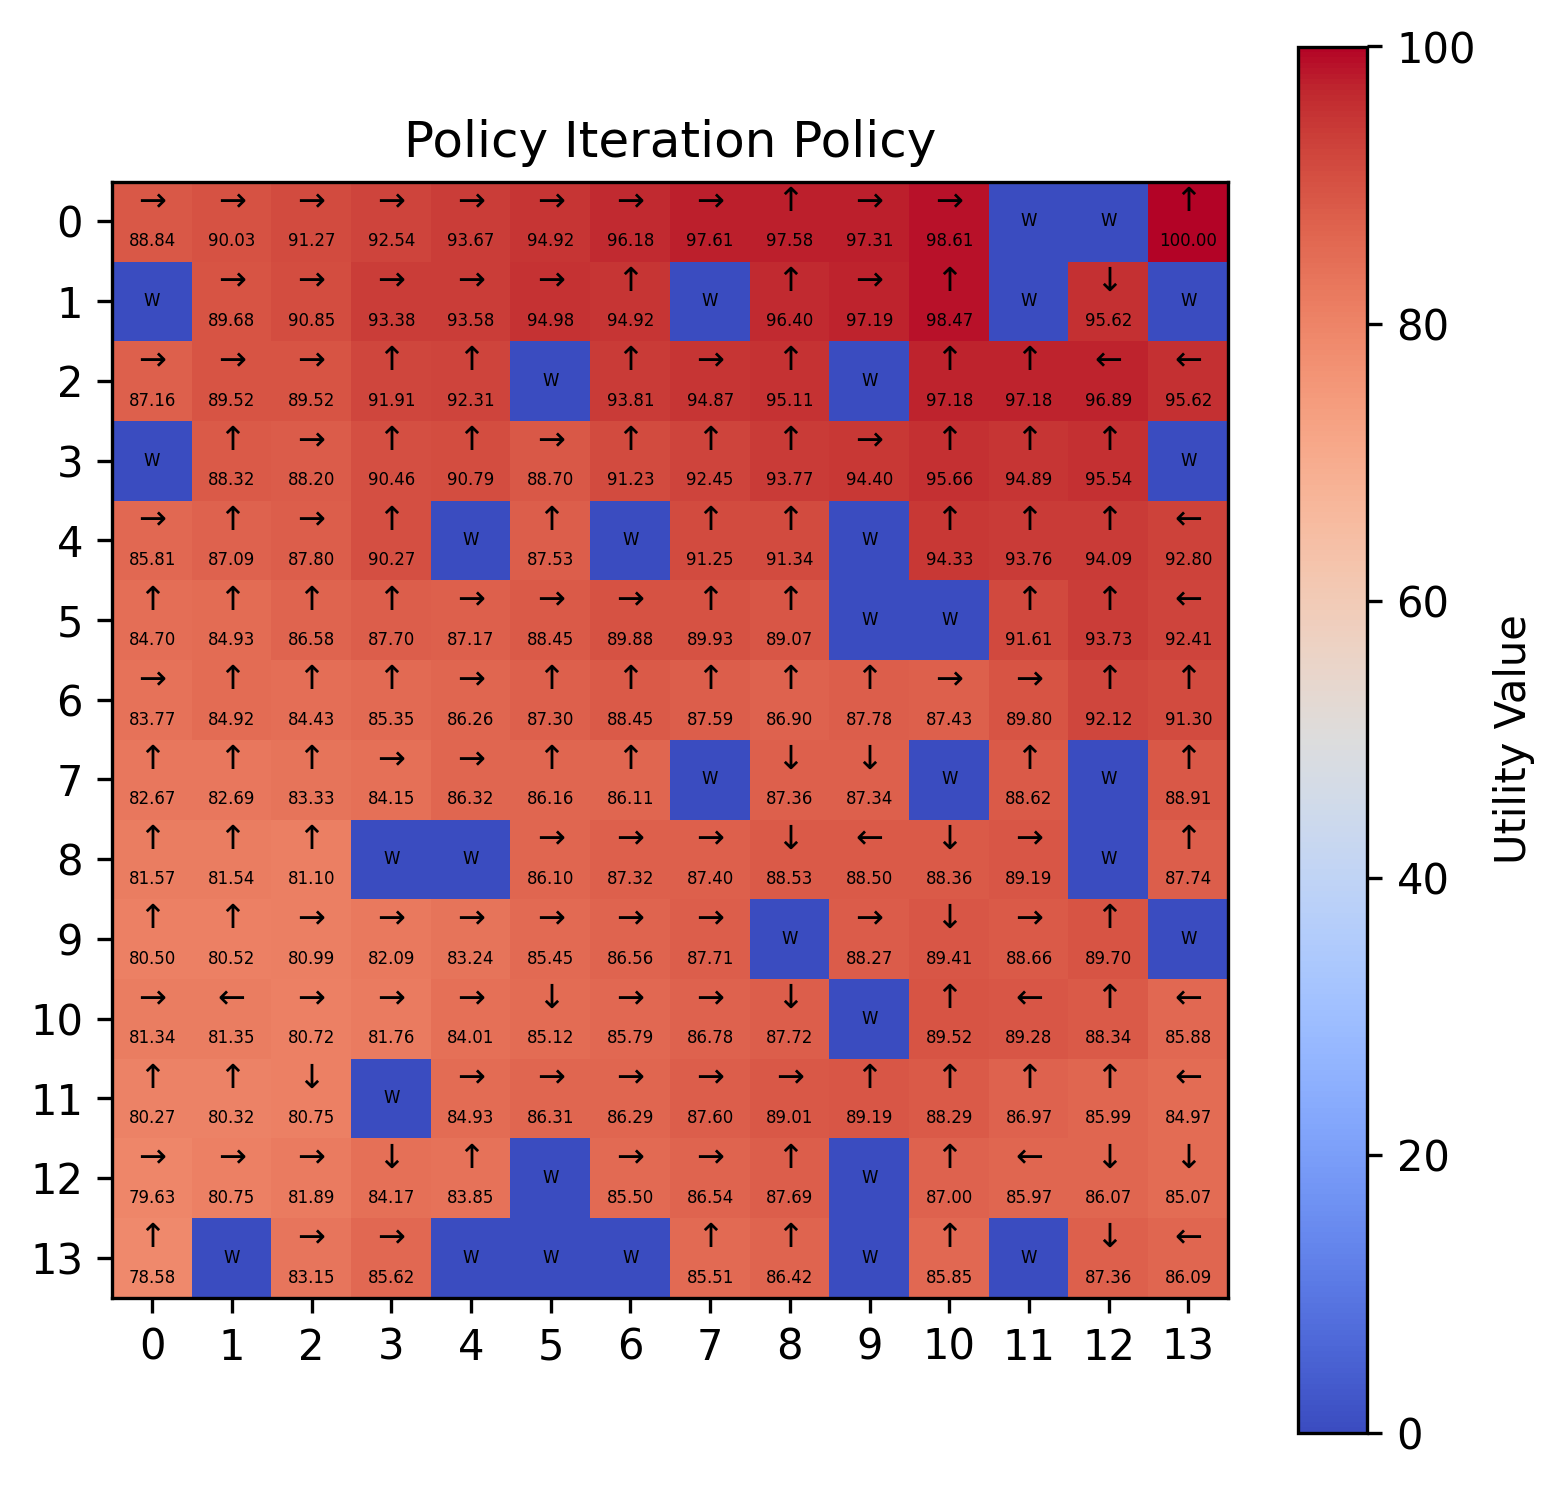 Policy Iteration Policy
0 → → → → → → → → ↑ → → W W ↑
88.84 90.03 91.27 92.54 93.67 94.92 96.18 97.61 97.58 97.31 98.61 100.00
1 W → → → → → ↑ W ↑ → ↑ W ↓ W
89.68 90.85 93.38 93.58 94.98 94.92 96.40 97.19 98.47 95.62
2 → → → ↑ ↑ W ↑ → ↑ W ↑ ↑ ← ←
87.16 89.52 89.52 91.91 92.31 93.81 94.87 95.11 97.18 97.18 96.89 95.62
3 W ↑ → ↑ ↑ → ↑ ↑ ↑ → ↑ ↑ ↑ W
88.32 88.20 90.46 90.79 88.70 91.23 92.45 93.77 94.40 95.66 94.89 95.54
4 → ↑ → ↑ W ↑ W ↑ ↑ W ↑ ↑ ↑ ←
85.81 87.09 87.80 90.27 87.53 91.25 91.34 94.33 93.76 94.09 92.80
5 ↑ ↑ ↑ ↑ → → → ↑ ↑ W W ↑ ↑ ←
84.70 84.93 86.58 87.70 87.17 88.45 89.88 89.93 89.07 91.61 93.73 92.41
6 → ↑ ↑ ↑ → ↑ ↑ ↑ ↑ ↑ → → ↑ ↑
83.77 84.92 84.43 85.35 86.26 87.30 88.45 87.59 86.90 87.78 87.43 89.80 92.12 91.30
7 ↑ ↑ ↑ → → ↑ ↑ W ↓ ↓ W ↑ W ↑
82.67 82.69 83.33 84.15 86.32 86.16 86.11 87.36 87.34 88.62 88.91
8 ↑ ↑ ↑ W W → → → ↓ ← ↓ → W ↑
81.57 81.54 81.10 86.10 87.32 87.40 88.53 88.50 88.36 89.19 87.74
9 ↑ ↑ → → → → → → W → ↓ → ↑ W
80.50 80.52 80.99 82.09 83.24 85.45 86.56 87.71 88.27 89.41 88.66 89.70
10 → ← → → → ↓ → → ↓ W ↑ ← ↑ ←
81.34 81.35 80.72 81.76 84.01 85.12 85.79 86.78 87.72 89.52 89.28 88.34 85.88
11 ↑ ↑ ↓ W → → → → → ↑ ↑ ↑ ↑ ←
80.27 80.32 80.75 84.93 86.31 86.29 87.60 89.01 89.19 88.29 86.97 85.99 84.97
12 → → → ↓ ↑ W → → ↑ W ↑ ← ↓ ↓
79.63 80.75 81.89 84.17 83.85 85.50 86.54 87.69 87.00 85.97 86.07 85.07
13 ↑ W → → W W W ↑ ↑ W ↑ W ↓ ←
78.58 83.15 85.62 85.51 86.42 85.85 87.36 86.09
0 1 2 3 4 5 6 7 8 9 10 11 12 13
100
80
60
40
20
0
Utility Value